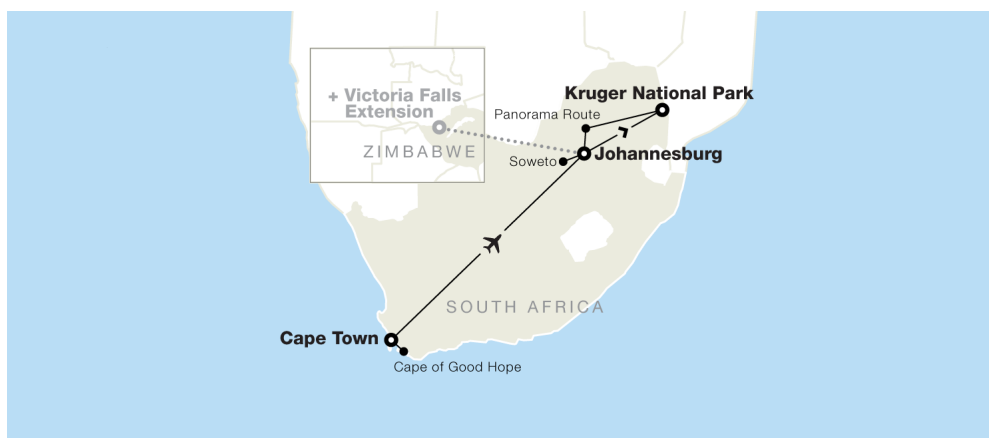 Kruger National Park
+ Victoria Falls
Extension
Panorama Route
ZIMBABWE
Soweto
Johannesburg
SOUTH AFRICA
Cape Town
Cape of Good Hope